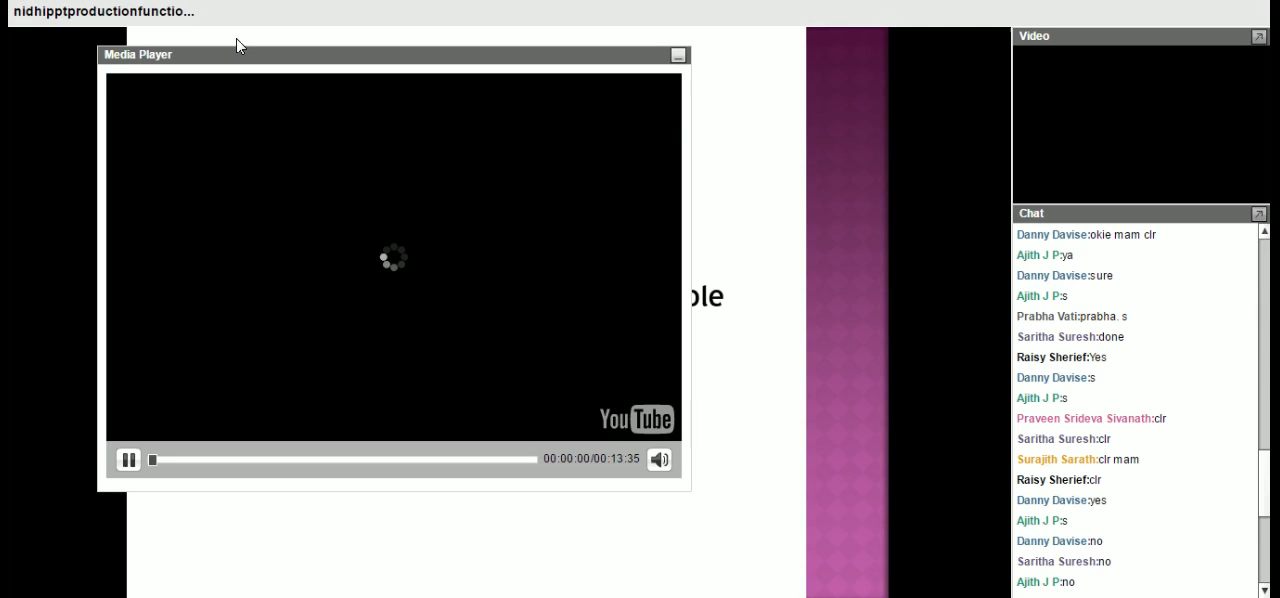 nidhipptproductionfunctio...
Media Player
YouTube
00:00:00/00:13:35
Video
Chat
Danny Davise:okie mam clr
Ajith J P:ya
Danny Davise:sure
Ajith J P:s
Prabha Vati:prabha. s
Saritha Suresh:done
Raisy Sherief:Yes
Danny Davise:s
Ajith J P:s
Praveen Srideva Sivanath:clr
Saritha Suresh:clr
Surajith Sarath:clr mam
Raisy Sherief:clr
Danny Davise:yes
Ajith J P:s
Danny Davise:no
Saritha Suresh:no
Ajith J P:no